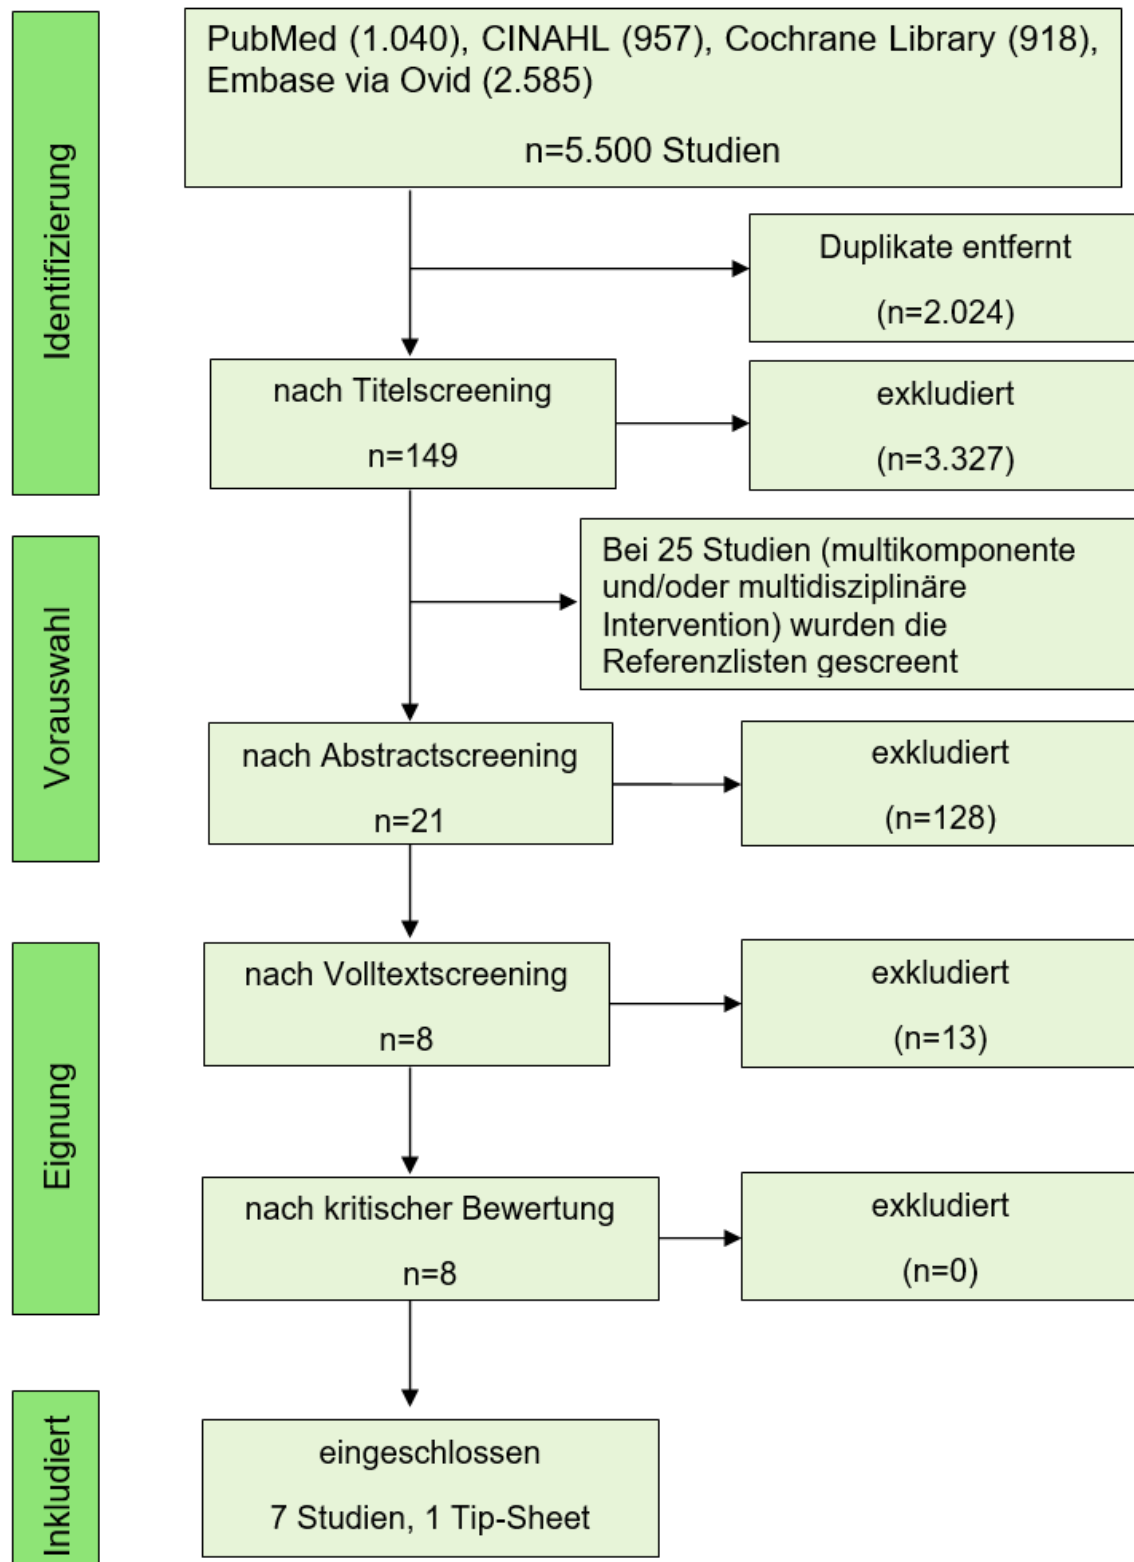 Identifizierung
PubMed (1.040), CINAHL (957), Cochrane Library (918),
Embase via Ovid (2.585)
n=5.500 Studien
Duplikate entfernt
(n=2.024)
nach Titelscreening
n=149
exkludiert
(n=3.327)
Vorauswahl
Bei 25 Studien (multikomponente
und/oder multidisziplinäre
Intervention) wurden die
Referenzlisten gescreent
nach Abstractscreening
n=21
exkludiert
(n=128)
Eignung
nach Volltextscreening
n=8
exkludiert
(n=13)
nach kritischer Bewertung
n=8
exkludiert
(n=0)
Inkludiert
eingeschlossen
7 Studien, 1 Tip-Sheet